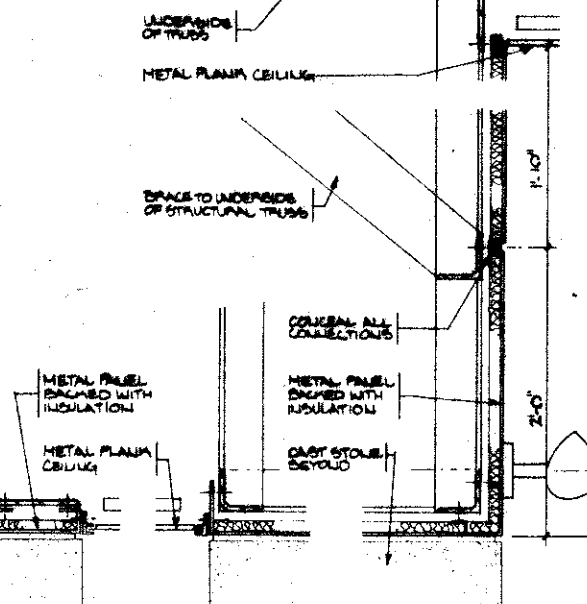 UNDERSIDE
OF TRUSS
METAL PLANK CEILING
1'-10"
BRACE TO UNDERSIDE
OF STRUCTURAL TRUSS
CONCEAL ALL
CONNECTIONS
METAL PANEL
BACKED WITH
INSULATION
METAL PANEL
BACKED WITH
INSULATION
2'-0"
METAL PLANK
CEILING
CAST STONE
BEYOND